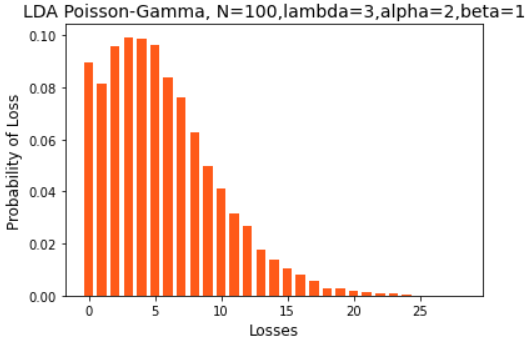 LDA Poisson-Gamma, N=100,lambda=3,alpha=2,beta=1
0.10
0.08
0.06
0.04
0.02
0.00
Probability of Loss
0 5 10 15 20 25
Losses